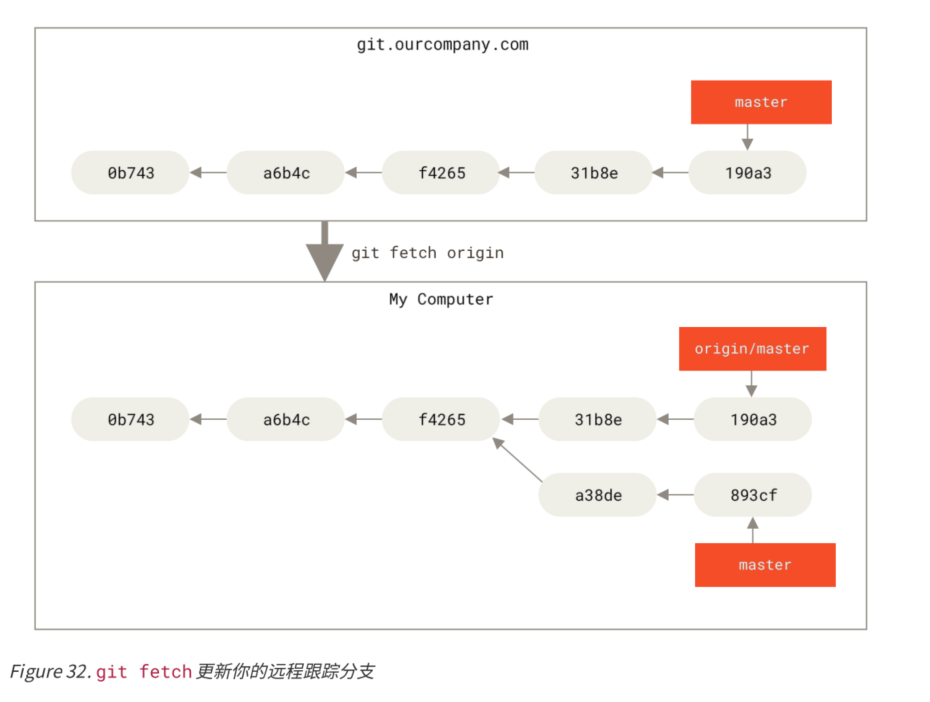 git.ourcompany.com
master
0b743 a6b4c f4265 31b8e 190a3
git fetch origin
My Computer
origin/master
0b743 a6b4c f4265 31b8e 190a3
a38de 893cf
master
Figure 32. git fetch 更新你的远程跟踪分支